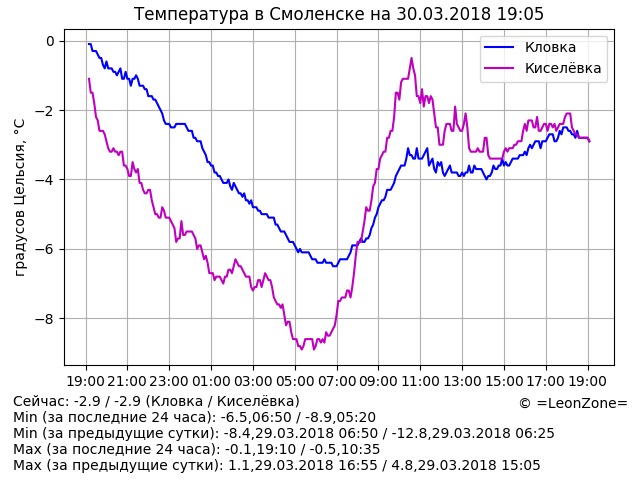 Температура в Смоленске на 30.03.2018 19:05
Кловка
Киселёвка
градусов Цельсия, °C
0
−2
−4
−6
−8
19:00 21:00 23:00 01:00 03:00 05:00 07:00 09:00 11:00 13:00 15:00 17:00 19:00
Сейчас: -2.9 / -2.9 (Кловка / Киселёвка)
© =LeonZone=
Min (за последние 24 часа): -6.5,06:50 / -8.9,05:20
Min (за предыдущие сутки): -8.4,29.03.2018 06:50 / -12.8,29.03.2018 06:25
Max (за последние 24 часа): -0.1,19:10 / -0.5,10:35
Max (за предыдущие сутки): 1.1,29.03.2018 16:55 / 4.8,29.03.2018 15:05